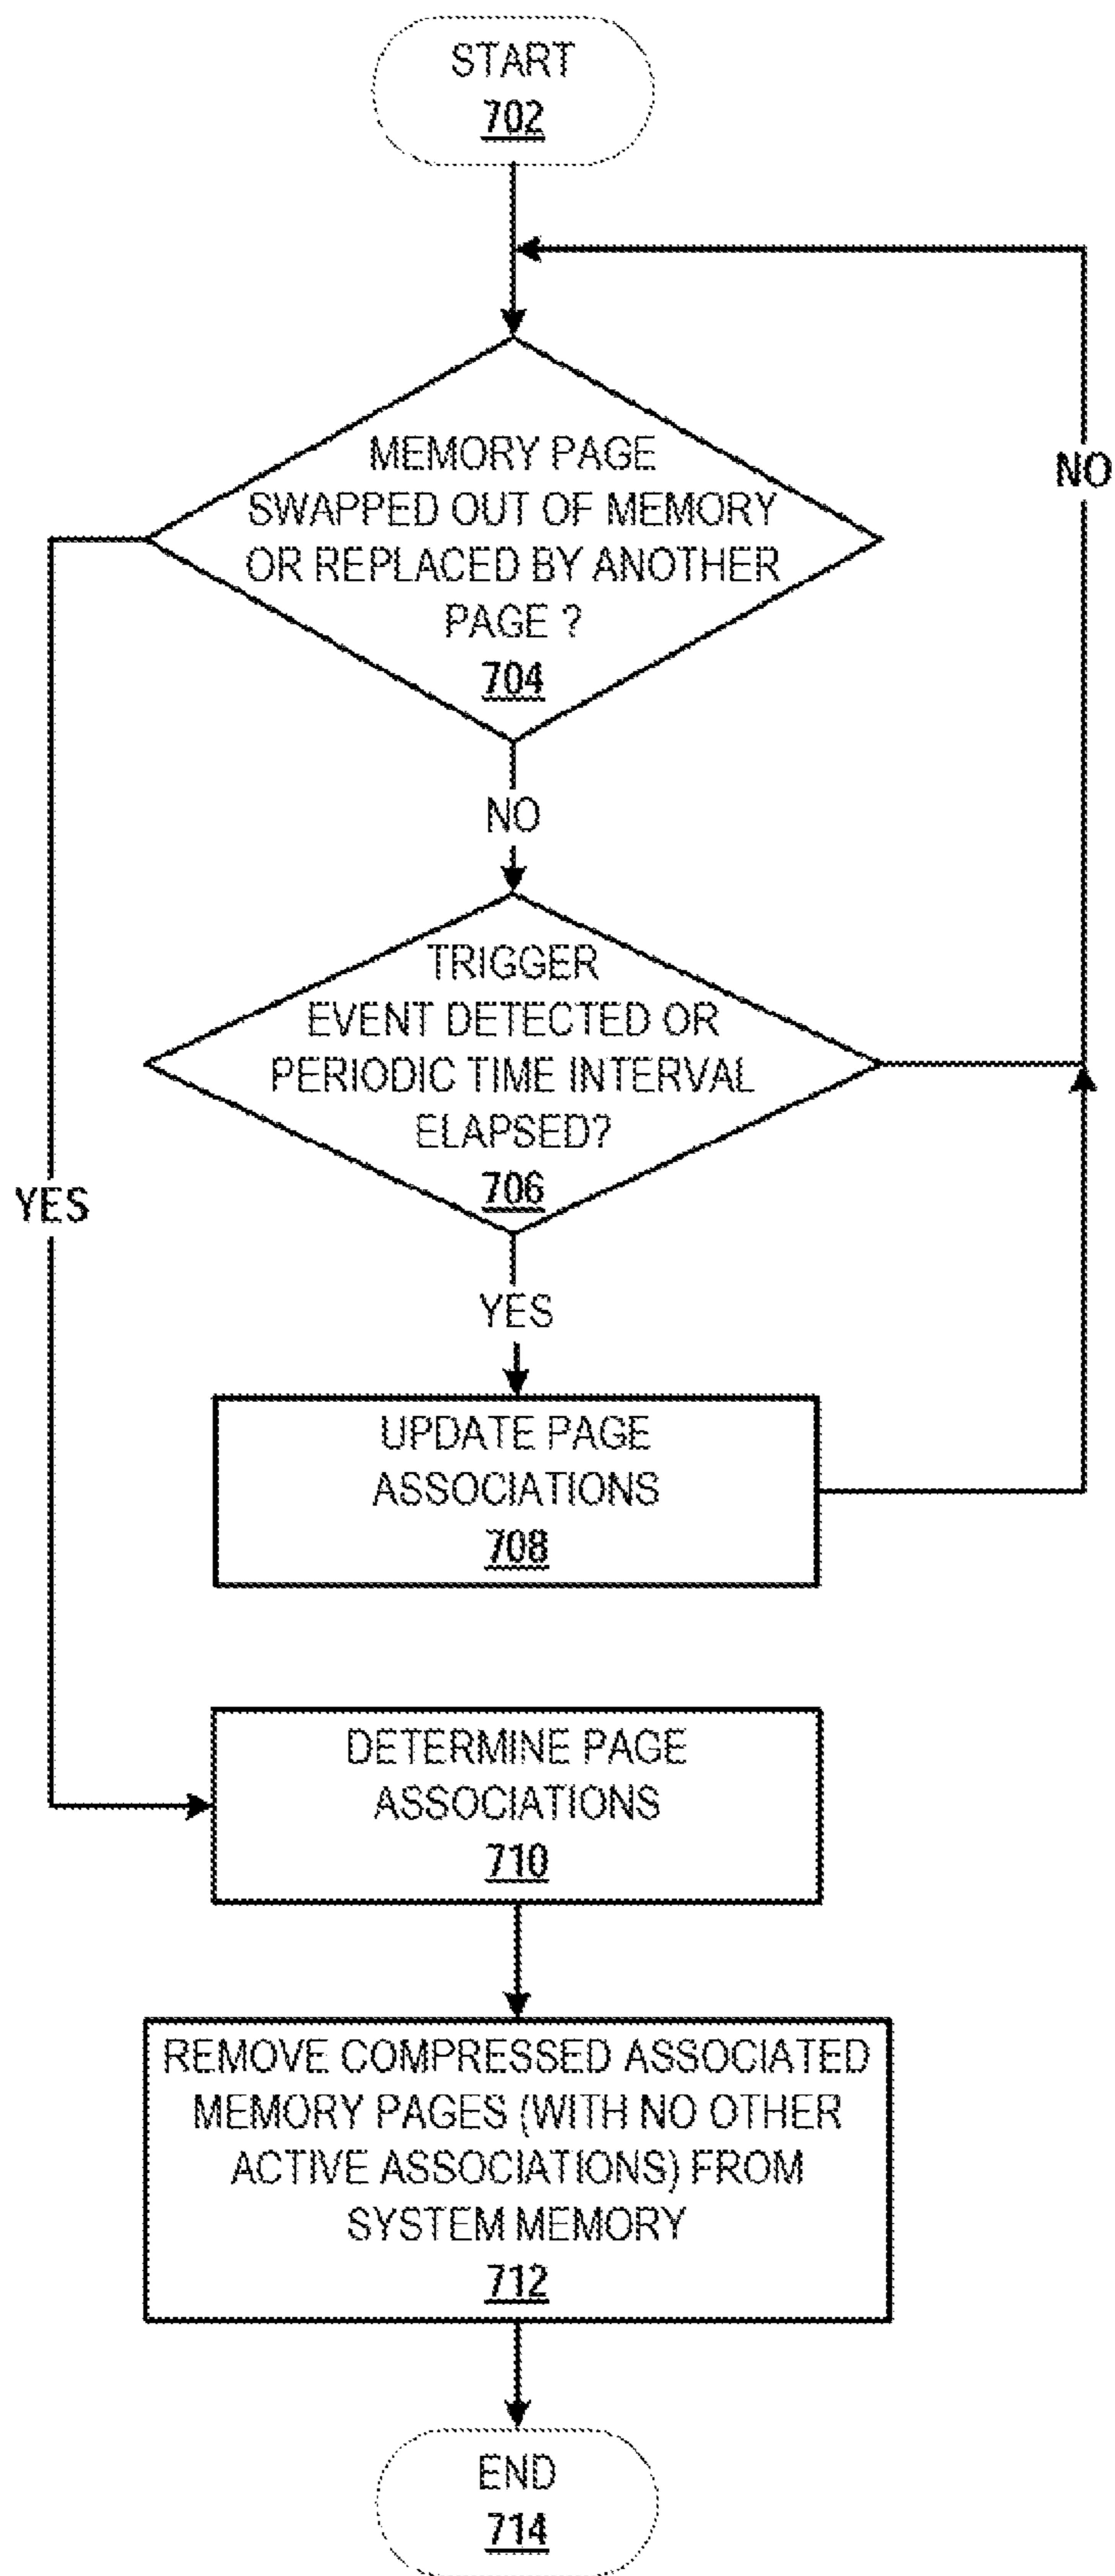 START
702
MEMORY PAGE
SWAPPED OUT OF MEMORY
OR REPLACED BY ANOTHER
PAGE ?
704
NO
NO
TRIGGER
EVENT DETECTED OR
PERIODIC TIME INTERVAL
ELAPSED?
706
YES
YES
UPDATE PAGE
ASSOCIATIONS
708
DETERMINE PAGE
ASSOCIATIONS
710
REMOVE COMPRESSED ASSOCIATED
MEMORY PAGES (WITH NO OTHER
ACTIVE ASSOCIATIONS) FROM
SYSTEM MEMORY
712
END
714